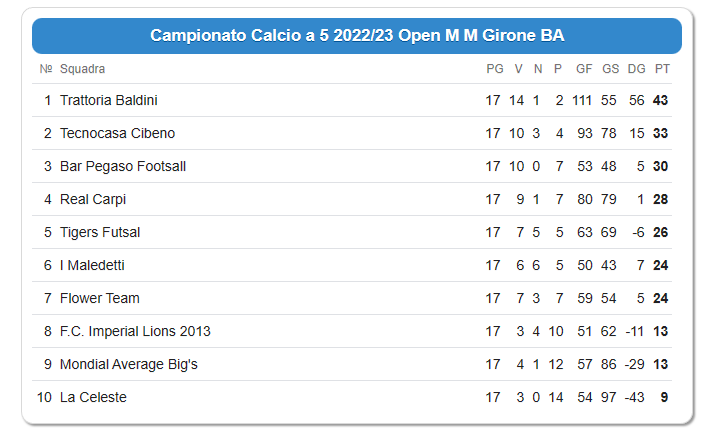 Campionato Calcio a 5 2022/23 Open M M Girone BA
№ Squadra PG V N P GF GS DG PT
1 Trattoria Baldini 17 14 1 2 111 55 56 43
2 Tecnocasa Cibeno 17 10 3 4 93 78 15 33
3 Bar Pegaso Footsall 17 10 0 7 53 48 5 30
4 Real Carpi 17 9 1 7 80 79 1 28
5 Tigers Futsal 17 7 5 5 63 69 -6 26
6 I Maledetti 17 6 6 5 50 43 7 24
7 Flower Team 17 7 3 7 59 54 5 24
8 F.C. Imperial Lions 2013 17 3 4 10 51 62 -11 13
9 Mondial Average Big's 17 4 1 12 57 86 -29 13
10 La Celeste 17 3 0 14 54 97 -43 9